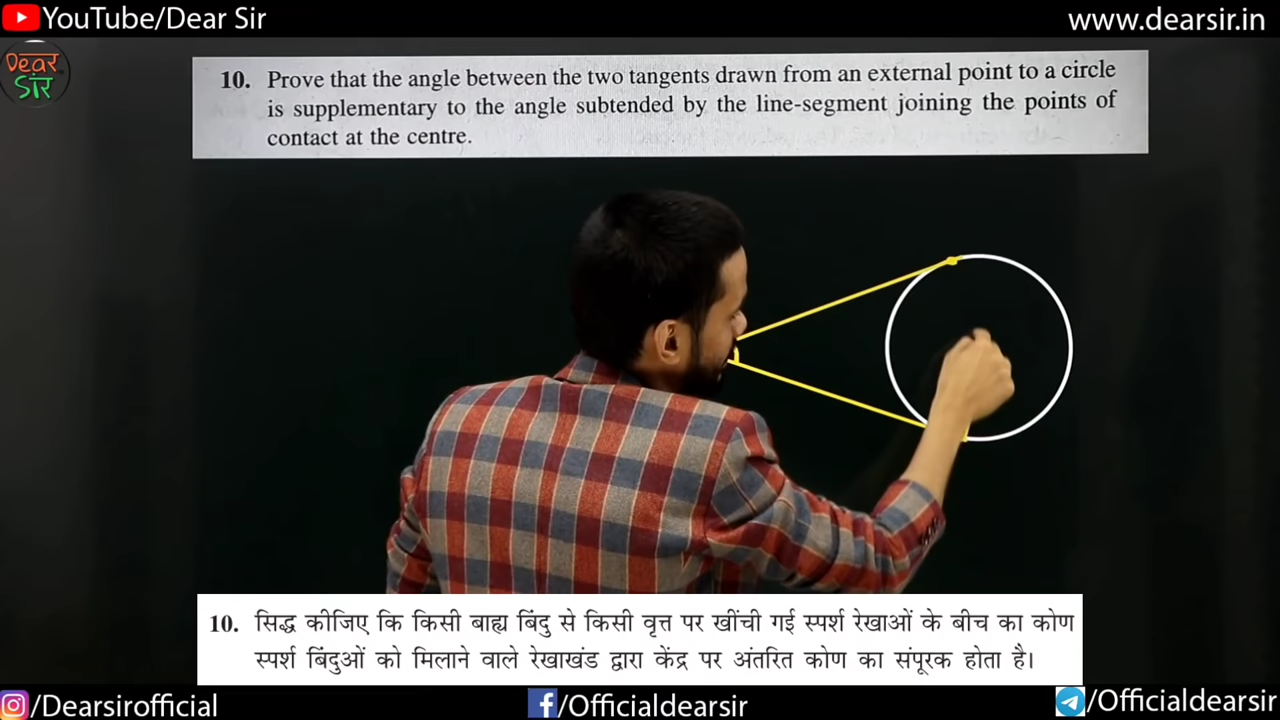 YouTube/Dear Sir
www.dearsir.in
Dear
सर
10. Prove that the angle between the two tangents drawn from an external point to a circle
is supplementary to the angle subtended by the line-segment joining the points of
contact at the centre.
10. सिद्ध कीजिए कि किसी बाह्य बिंदु से किसी वृत्त पर खींची गई स्पर्श रेखाओं के बीच का कोण
स्पर्श बिंदुओं को मिलाने वाले रेखाखंड द्वारा केंद्र पर अंतरित कोण का संपूरक होता है।
/Dearsirofficial
/Officialdearsir
/Officialdearsir